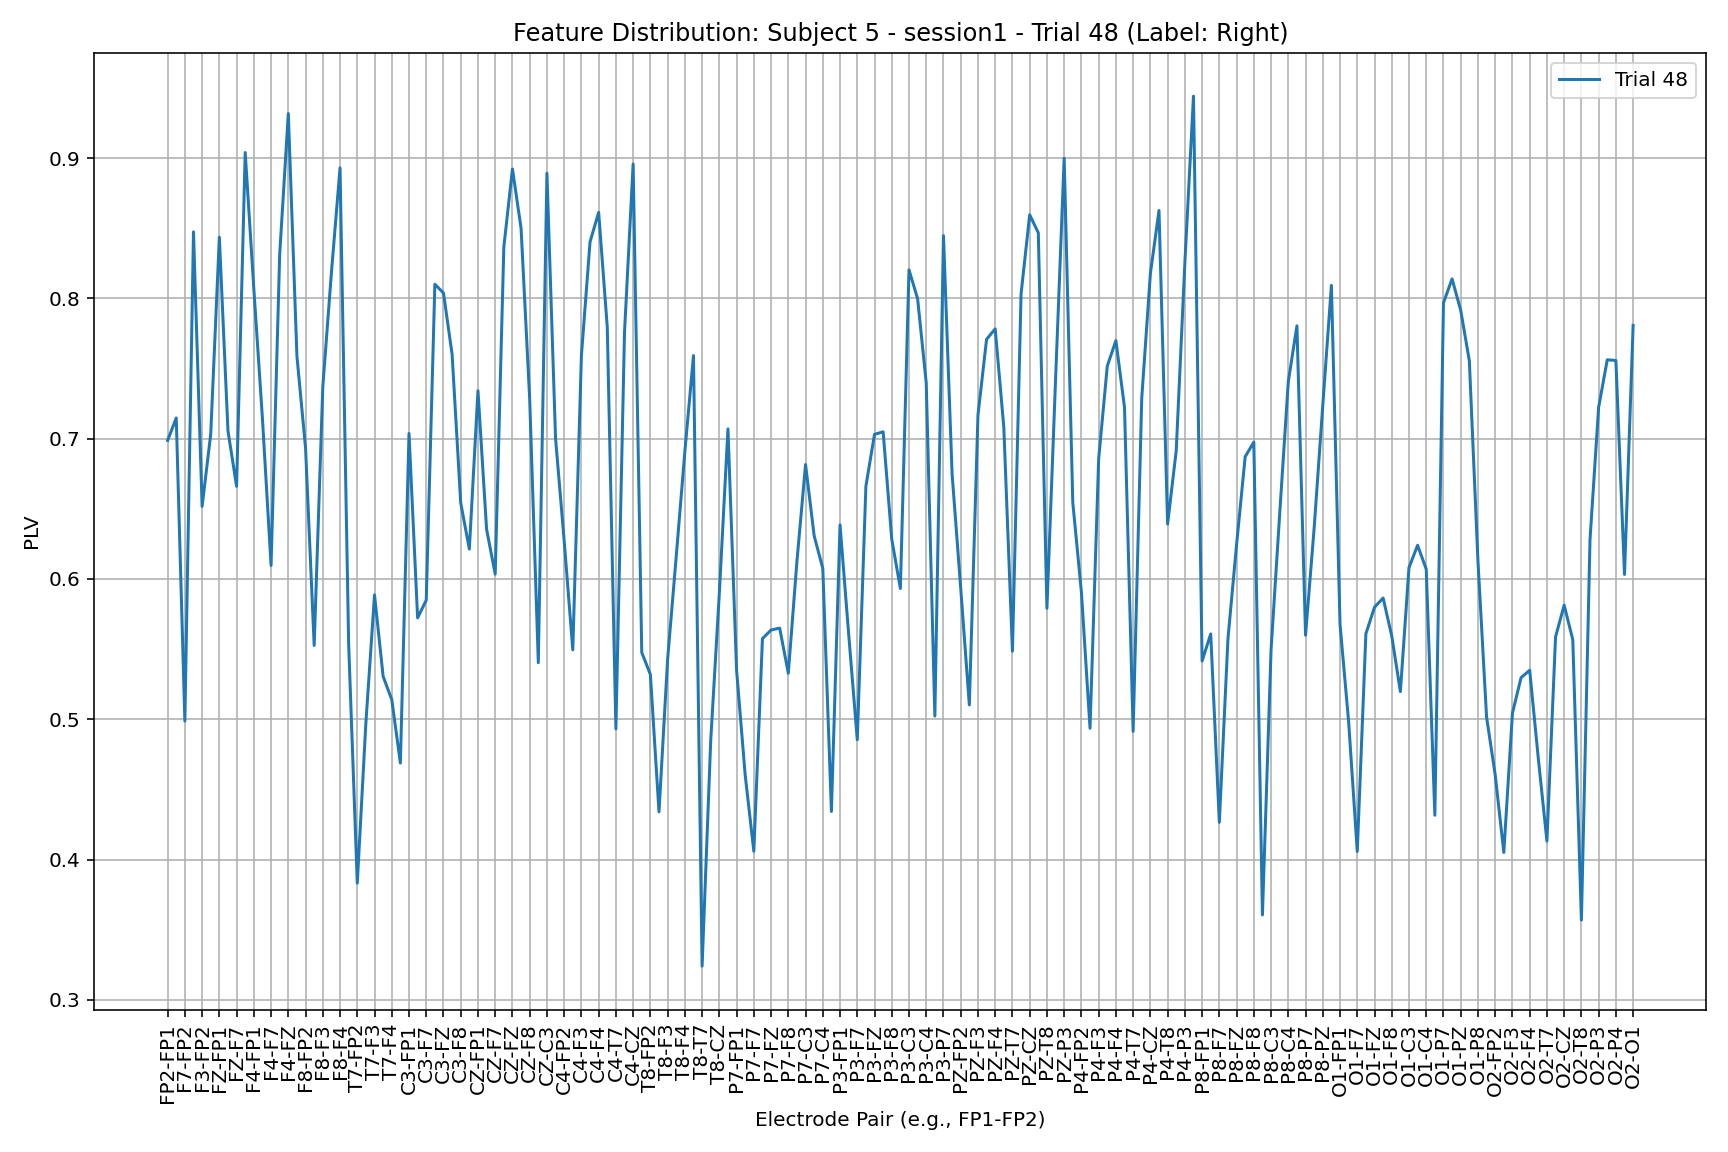 Feature Distribution: Subject 5 - session1 - Trial 48 (Label: Right)
Trial 48
0.9
0.8
0.7
0.6
0.5
0.4
0.3
PLV
FP2-FP1
F7-FP2
F3-FP2
FZ-FP1
FZ-F7
F4-FP1
F4-F7
F4-FZ
F8-FP2
F8-F3
F8-F4
T7-FP2
T7-F3
T7-F4
C3-FP1
C3-F7
C3-FZ
C3-F8
CZ-FP1
CZ-F7
CZ-FZ
CZ-F8
CZ-C3
C4-FP2
C4-F3
C4-F4
C4-T7
C4-CZ
T8-FP2
T8-F3
T8-F4
T8-T7
T8-CZ
P7-FP1
P7-F7
P7-FZ
P7-F8
P7-C3
P7-C4
P3-FP1
P3-F7
P3-FZ
P3-F8
P3-C3
P3-C4
P3-P7
PZ-FP2
PZ-F3
PZ-F4
PZ-T7
PZ-CZ
PZ-T8
PZ-P3
P4-FP2
P4-F3
P4-F4
P4-T7
P4-CZ
P4-T8
P4-P3
P8-FP1
P8-F7
P8-FZ
P8-F8
P8-C3
P8-C4
P8-P7
P8-PZ
O1-FP1
O1-F7
O1-FZ
O1-F8
O1-C3
O1-C4
O1-P7
O1-PZ
O1-P8
O2-FP2
O2-F3
O2-F4
O2-T7
O2-CZ
O2-T8
O2-P3
O2-P4
O2-O1
Electrode Pair (e.g., FP1-FP2)